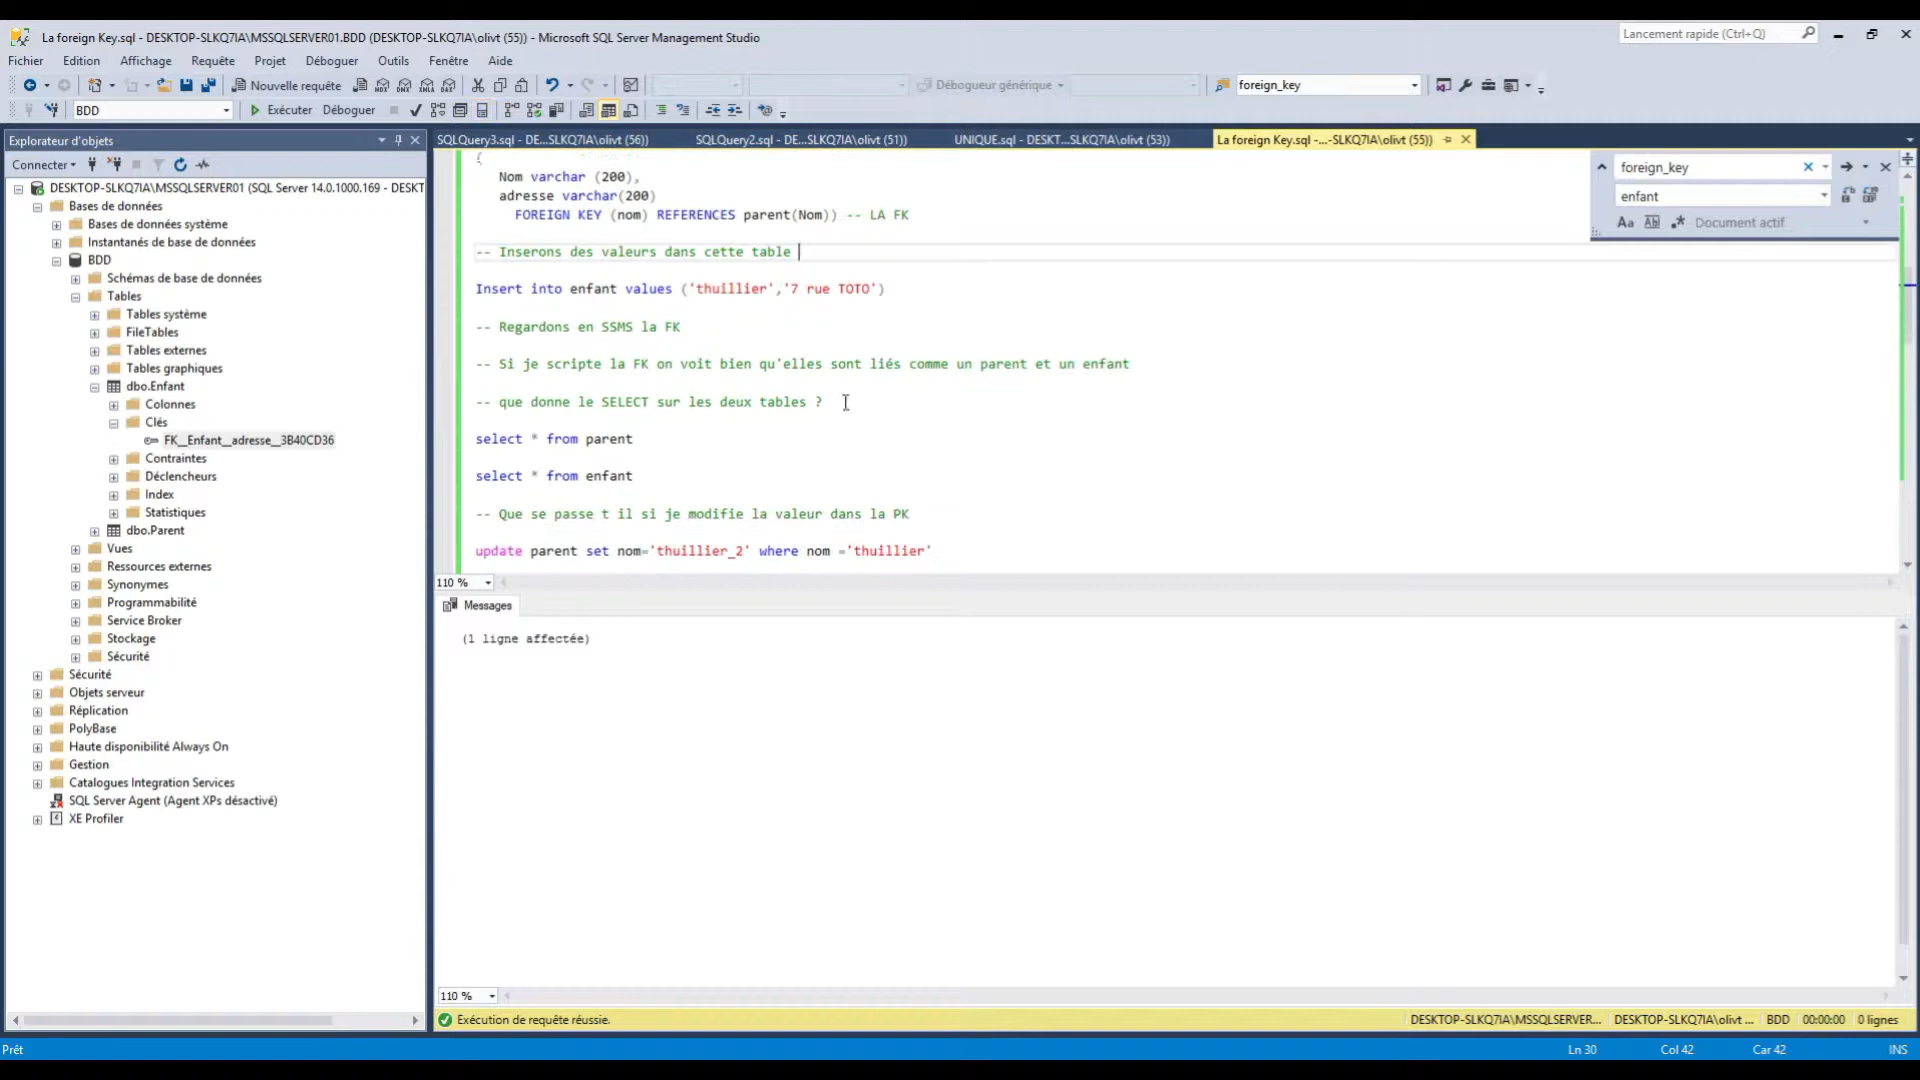 La foreign Key.sql - DESKTOP-SLKQ7IA\MSSQLSERVER01.BDD (DESKTOP-SLKQ7IA\olivt (55)) - Microsoft SQL Server Management Studio
Lancement rapide (Ctrl+Q)
Fichier Edition Affichage Requête Projet Déboguer Outils Fenêtre Aide
Nouvelle requête
MDX DMX XMLA DAX
Débogueur générique
foreign_key
BDD
Exécuter Déboguer
Explorateur d'objets
SQLQuery3.sql - DE...SLKQ7IA\olivt (56))
SQLQuery2.sql - DE...SLKQ7IA\olivt (51))
UNIQUE.sql - DESKT...SLKQ7IA\olivt (53))
La foreign Key.sql -...-SLKQ7IA\olivt (55))
Connecter
DESKTOP-SLKQ7IA\MSSQLSERVER01 (SQL Server 14.0.1000.169 - DESKT
Bases de données
Bases de données système
Instantanés de base de données
BDD
Schémas de base de données
Tables
Tables système
FileTables
Tables externes
Tables graphiques
dbo.Enfant
Colonnes
Clés
FK__Enfant__adresse__3B40CD36
Contraintes
Déclencheurs
Index
Statistiques
dbo.Parent
Vues
Ressources externes
Synonymes
Programmabilité
Service Broker
Stockage
Sécurité
Sécurité
Objets serveur
Réplication
PolyBase
Haute disponibilité Always On
Gestion
Catalogues Integration Services
SQL Server Agent (Agent XPs désactivé)
XE Profiler
foreign_key
enfant
Aa Ab Document actif
(
Nom varchar (200),
adresse varchar(200)
FOREIGN KEY (nom) REFERENCES parent(Nom)) -- LA FK
-- Inserons des valeurs dans cette table
Insert into enfant values ('thuillier','7 rue TOTO')
-- Regardons en SSMS la FK
-- Si je scripte la FK on voit bien qu'elles sont liés comme un parent et un enfant
-- que donne le SELECT sur les deux tables ?
select * from parent
select * from enfant
-- Que se passe t il si je modifie la valeur dans la PK
update parent set nom='thuillier_2' where nom ='thuillier'
110 %
Messages
(1 ligne affectée)
110 %
Exécution de requête réussie.
DESKTOP-SLKQ7IA\MSSQLSERVER...
DESKTOP-SLKQ7IA\olivt ...
BDD
00:00:00
0 lignes
Prêt
Ln 30
Col 42
Car 42
INS